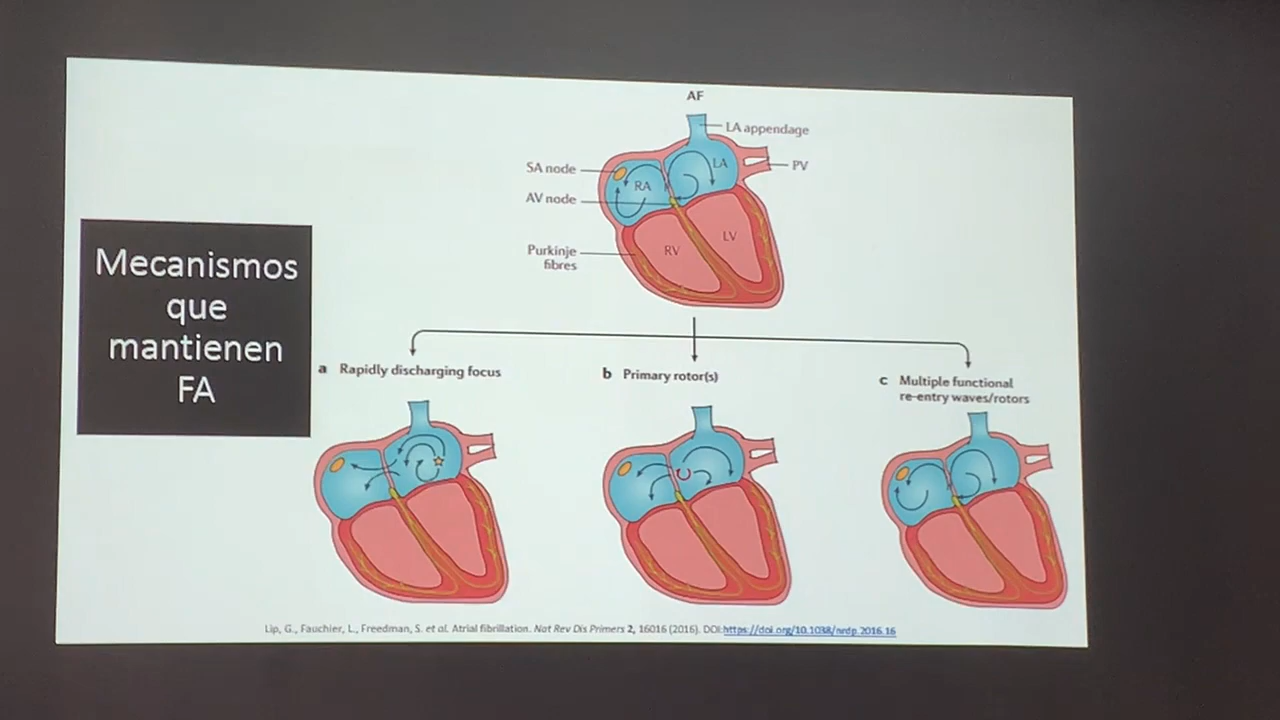 Mecanismos
que
mantienen
FA
AF
LA appendage
SA node
LA
PV
RA
AV node
LV
RV
Purkinje
fibres
a Rapidly discharging focus
b Primary rotor(s)
c Multiple functional
re-entry waves/rotors
Lip, G., Fauchier, L., Freedman, S. et al. Atrial fibrillation. Nat Rev Dis Primers 2, 16016 (2016). DOI:https://doi.org/10.1038/nrdp.2016.16